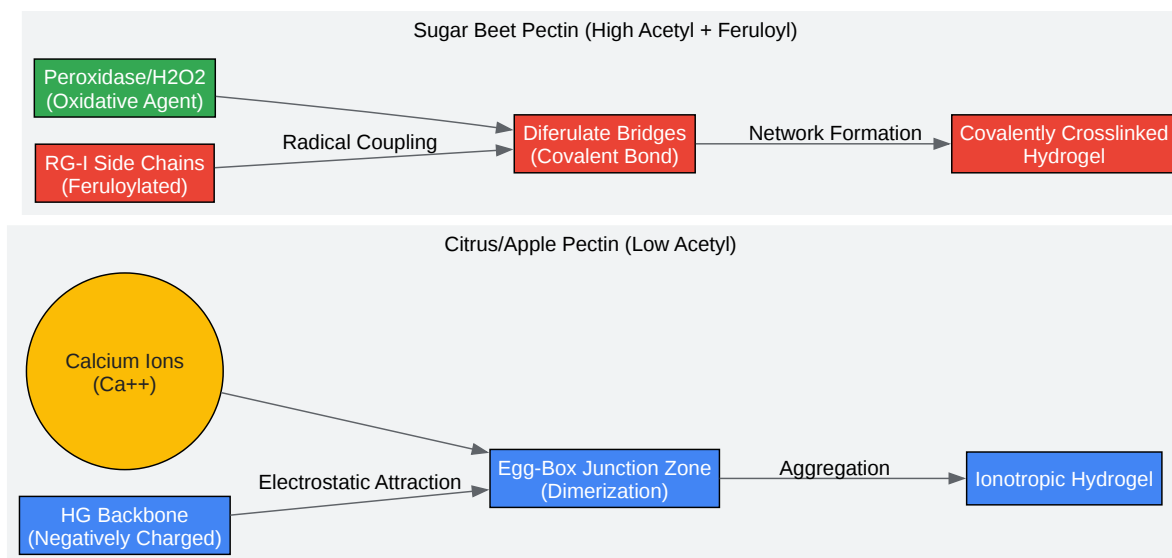 Sugar Beet Pectin (High Acetyl + Feruloyl)
Peroxidase/H2O2
(Oxidative Agent)
Radical Coupling
RG-I Side Chains
(Feruloylated)
Diferulate Bridges
(Covalent Bond)
Network Formation
Covalently Crosslinked
Hydrogel
Citrus/Apple Pectin (Low Acetyl)
Calcium Ions
(Ca++)
Electrostatic Attraction
HG Backbone
(Negatively Charged)
Egg-Box Junction Zone
(Dimerization)
Aggregation
Ionotropic Hydrogel